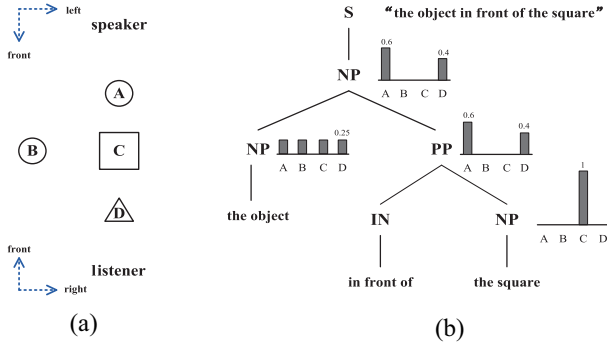 left
speaker
front
A
B
C
D
front
listener
right
(a)
S
"the object in front of the square"
NP
0.6
0.4
A B C D
NP
0.25
A B C D
PP
0.6
0.4
A B C D
the object
IN
NP
1
A B C D
in front of
the square
(b)